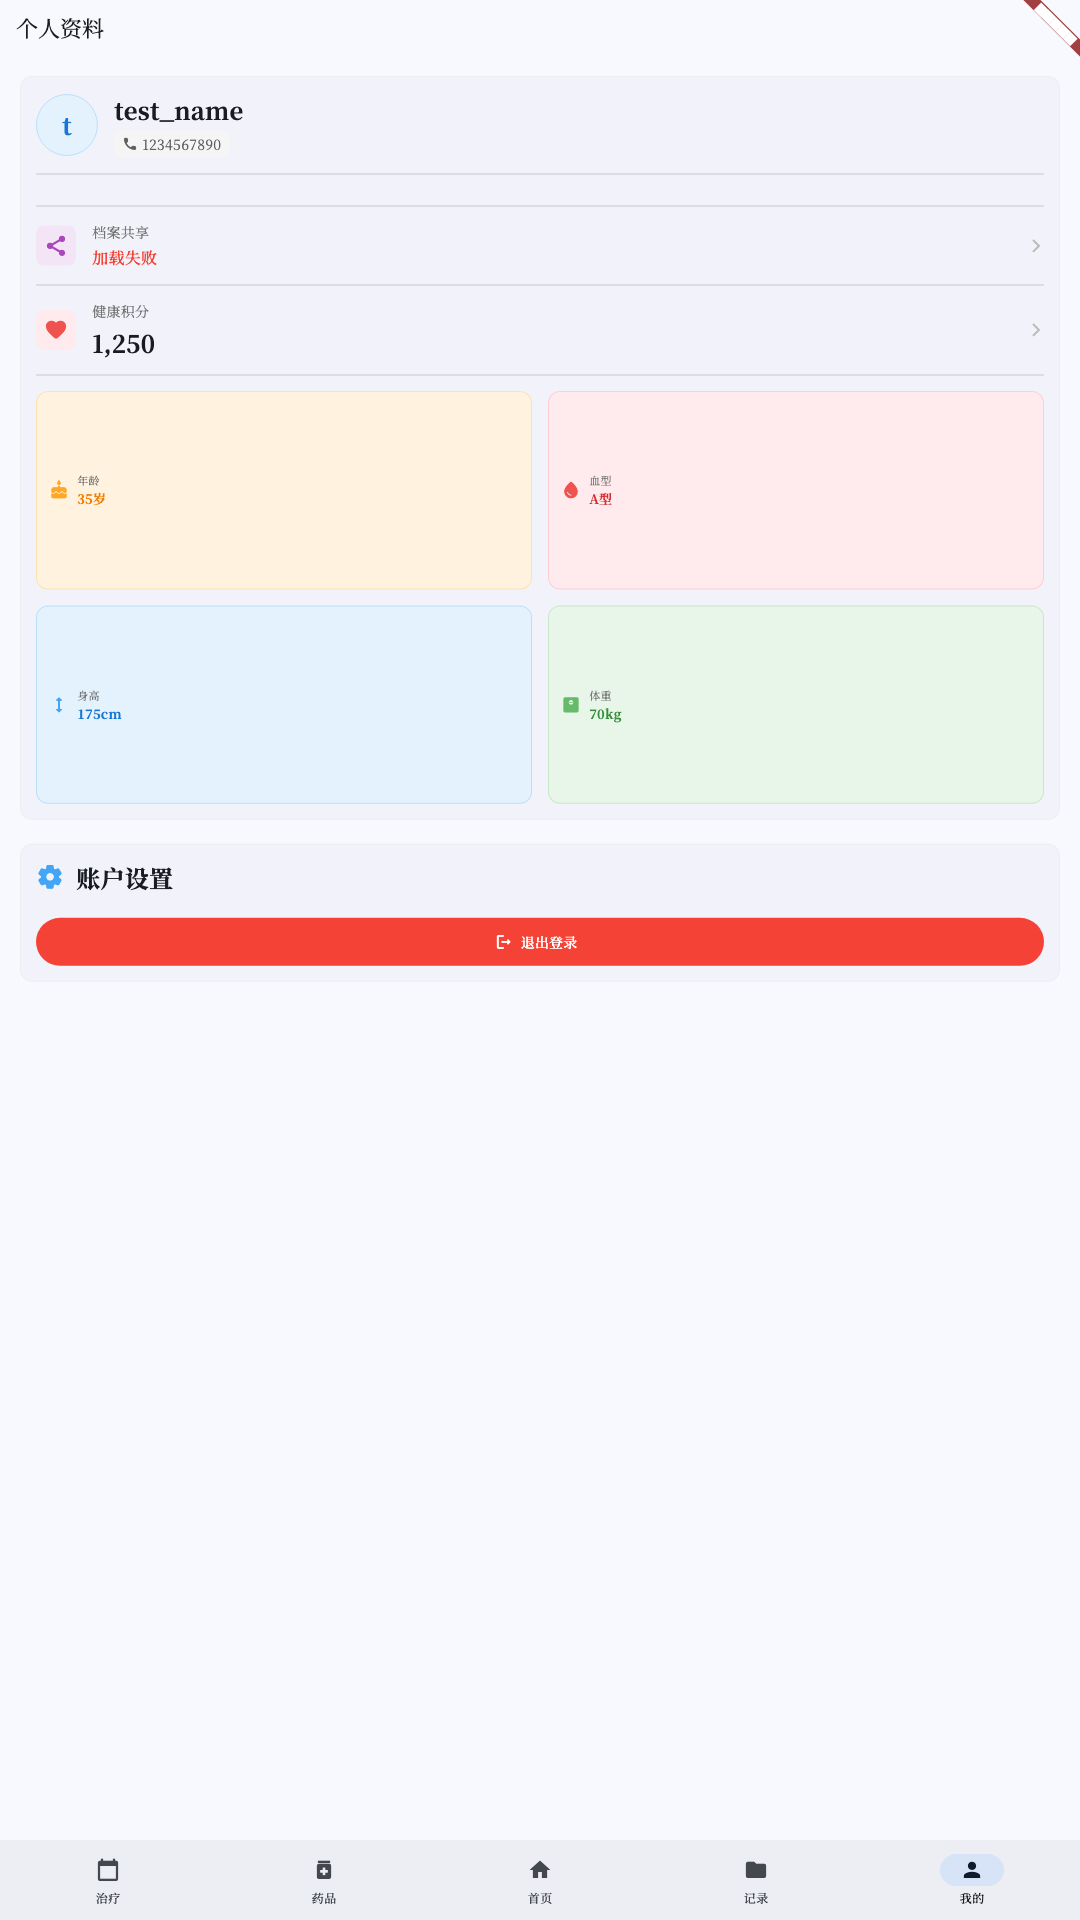 个人资料
t
test_name
1234567890
档案共享
加载失败
健康积分
1,250
年龄
35岁
血型
A型
身高
175cm
体重
70kg
账户设置
退出登录
治疗
药品
首页
记录
我的